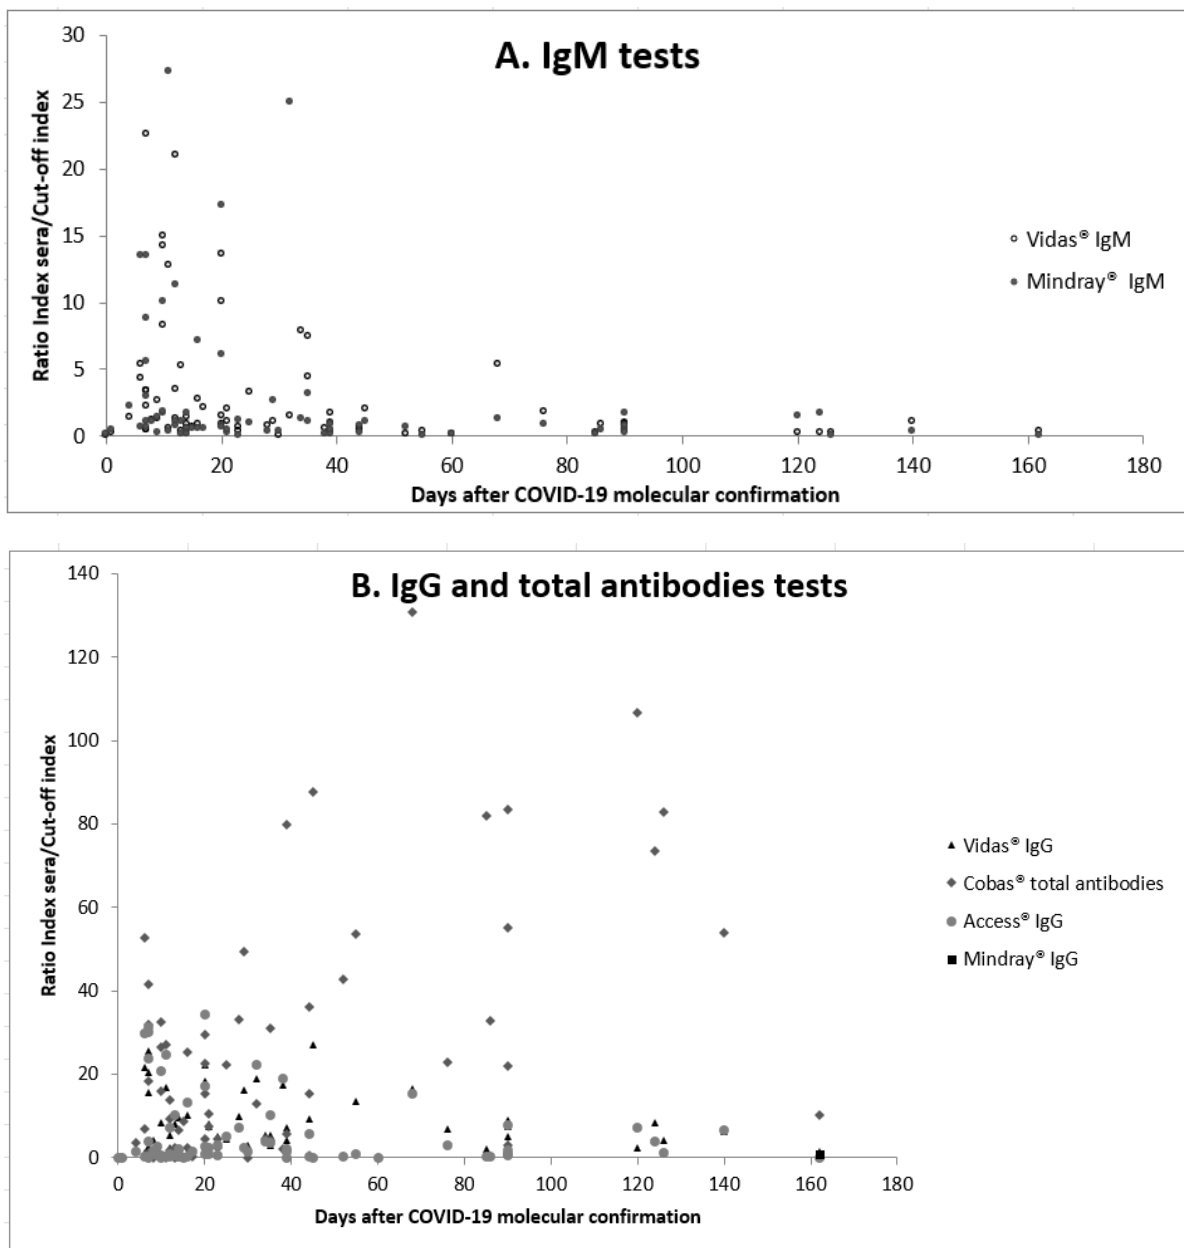 A. IgM tests
Ratio Index sera/Cut-off index
30
25
20
15
10
5
0
0 20 40 60 80 100 120 140 160 180
Days after COVID-19 molecular confirmation
Vidas® IgM
Mindray® IgM
B. IgG and total antibodies tests
Ratio Index sera/Cut-off index
140
120
100
80
60
40
20
0
0 20 40 60 80 100 120 140 160 180
Days after COVID-19 molecular confirmation
Vidas® IgG
Cobas® total antibodies
Access® IgG
Mindray® IgG